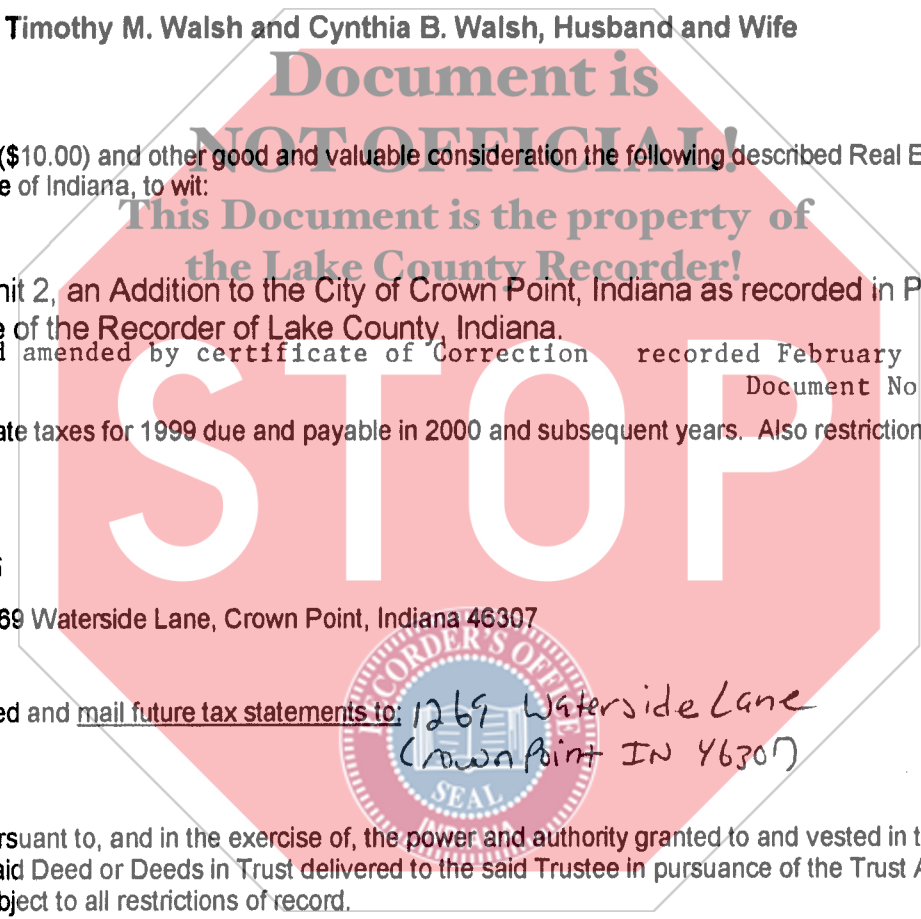 Timothy M. Walsh and Cynthia B. Walsh, Husband and Wife
Document is
NOT OFFICIAL!
($10.00) and other good and valuable consideration the following described Real E
e of Indiana, to wit:
This Document is the property of
the Lake County Recorder!
nit 2, an Addition to the City of Crown Point, Indiana as recorded in P
e of the Recorder of Lake County, Indiana.
d amended by certificate of Correction recorded February
Document No
ate taxes for 1999 due and payable in 2000 and subsequent years. Also restriction
STOP
69 Waterside Lane, Crown Point, Indiana 46307
RECORDER'S OFFICE
ed and mail future tax statements to: 1269 Waterside Lane
Crown Point IN 46307
SEAL
INDIANA
rsuant to, and in the exercise of, the power and authority granted to and vested in t
aid Deed or Deeds in Trust delivered to the said Trustee in pursuance of the Trust A
bject to all restrictions of record.